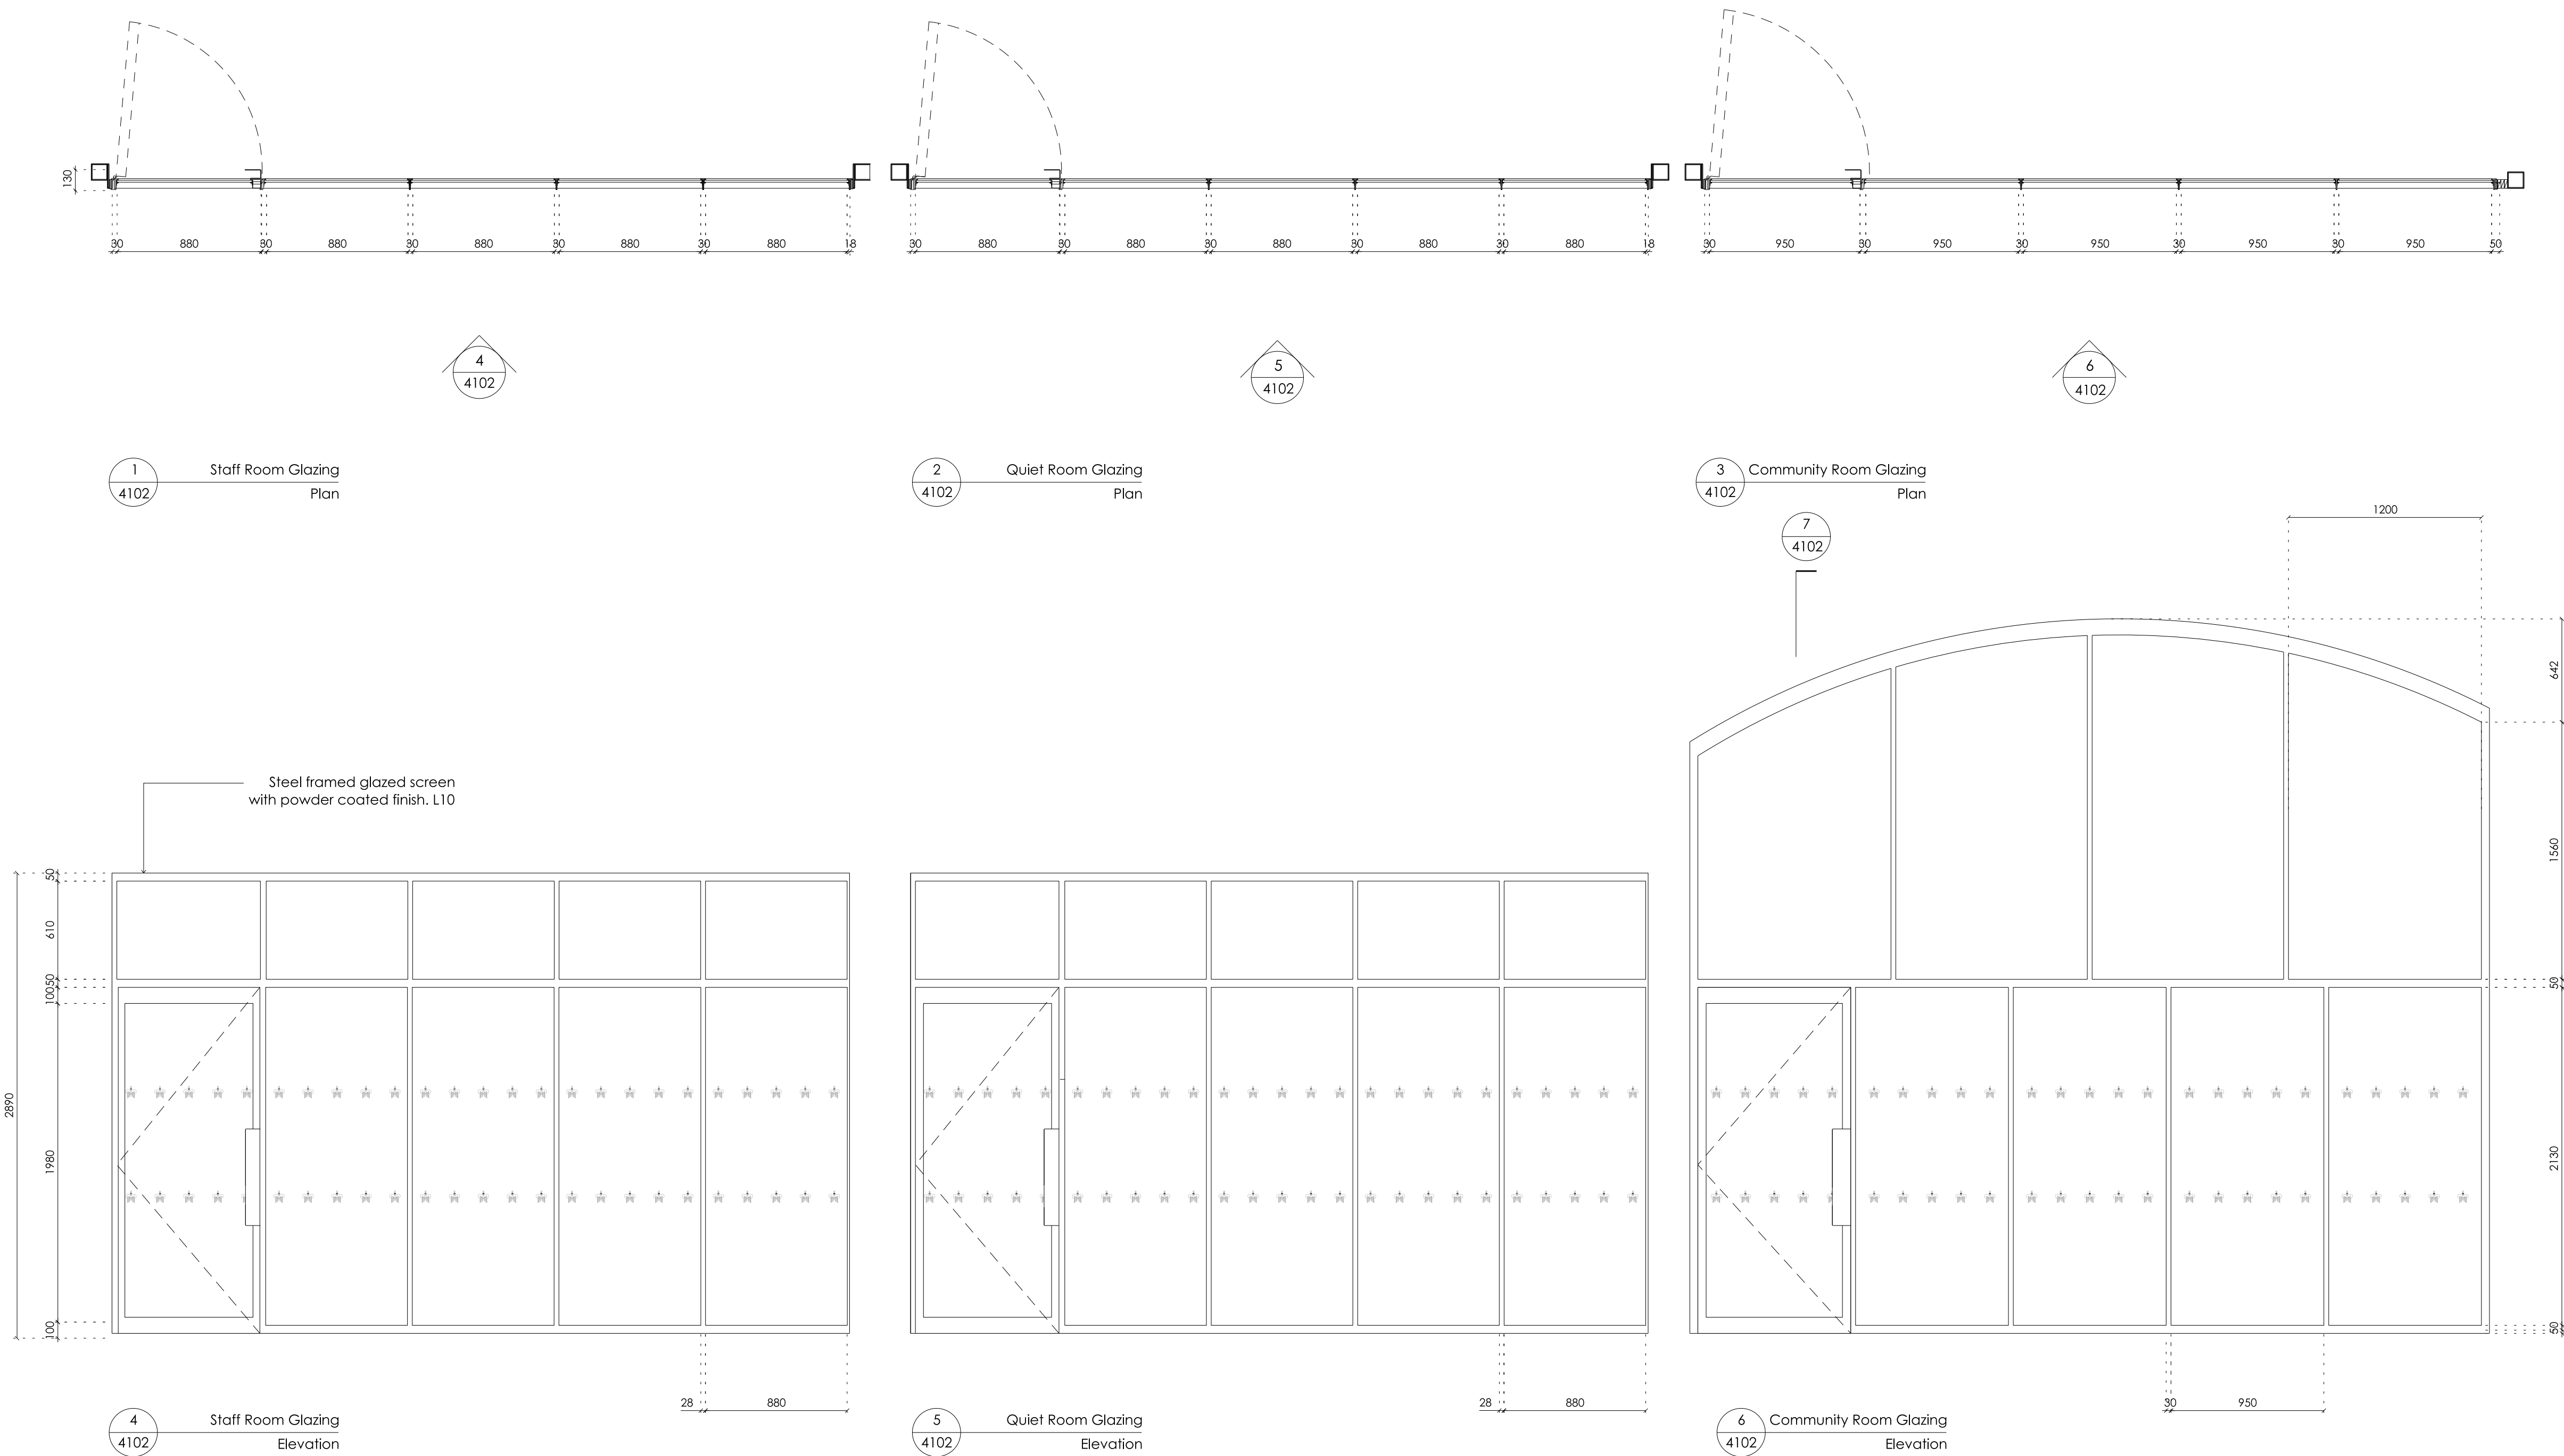 130
30 880 30 880 30 880 30 880 30 880 18
30 880 30 880 30 880 30 880 30 880 18
30 950 30 950 30 950 30 950 30 950 50
4
4102
5
4102
6
4102
1
4102
Staff Room Glazing
Plan
2
4102
Quiet Room Glazing
Plan
3
4102
Community Room Glazing
Plan
7
4102
1200
642
1560
50
2130
50
Steel framed glazed screen
with powder coated finish. L10
2890
50
610
50
100
1980
100
28 880
28 880
30 950
4
4102
Staff Room Glazing
Elevation
5
4102
Quiet Room Glazing
Elevation
6
4102
Community Room Glazing
Elevation